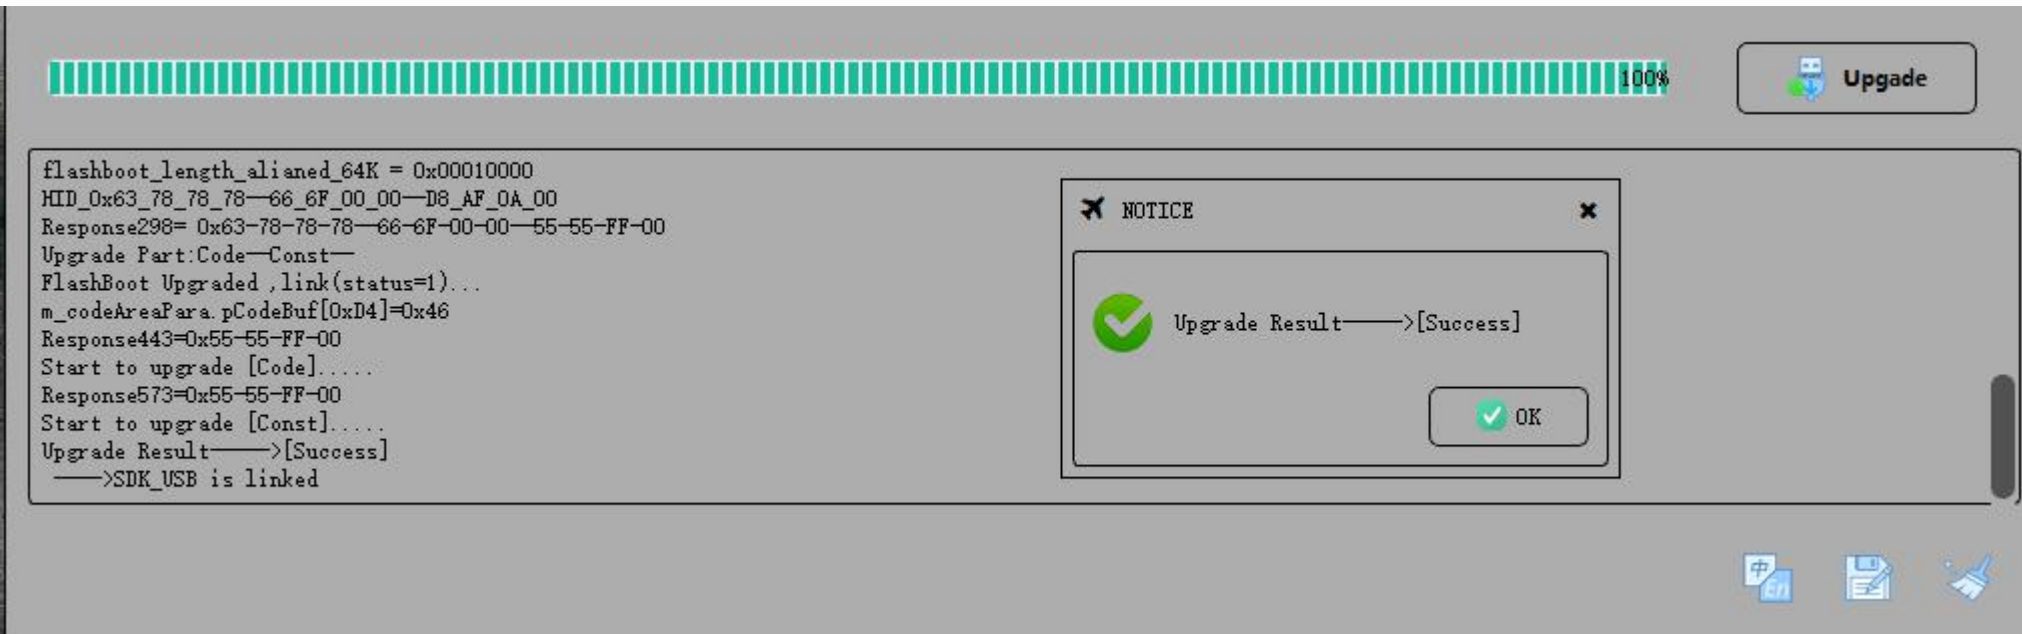 100%
Upgade
flashboot_length_alianed_64K = 0x00010000
HID_0x63_78_78_78--66_6F_00_00--D8_AF_0A_00
Response298= 0x63-78-78-78--66-6F-00-00--55-55-FF-00
Upgrade Part:Code--Const--
FlashBoot Upgraded ,link(status=1)...
m_codeAreaPara.pCodeBuf[0xD4]=0x46
Response443=0x55-55-FF-00
Start to upgrade [Code].....
Response573=0x55-55-FF-00
Start to upgrade [Const].....
Upgrade Result---->[Success]
---->SDK_USB is linked
NOTICE
Upgrade Result---->[Success]
OK
中
En